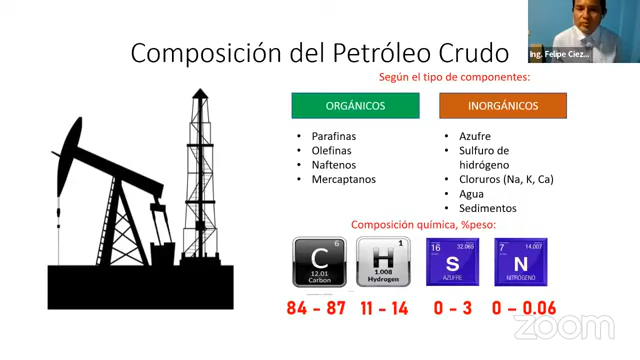 Ing. Felipe Ciez...
Composición del Petróleo Crudo
Según el tipo de componentes:
ORGÁNICOS
• Parafinas
• Olefinas
• Naftenos
• Mercaptanos
INORGÁNICOS
• Azufre
• Sulfuro de
hidrógeno
• Cloruros (Na, K, Ca)
• Agua
• Sedimentos
Composición química, %peso:
6
C
12.01
Carbon
1
H
1.008
Hydrogen
16 32.065
S
AZUFRE
7 14,007
N
NITRÓGENO
84 – 87
11 – 14
0 – 3
0 – 0.06
zoom